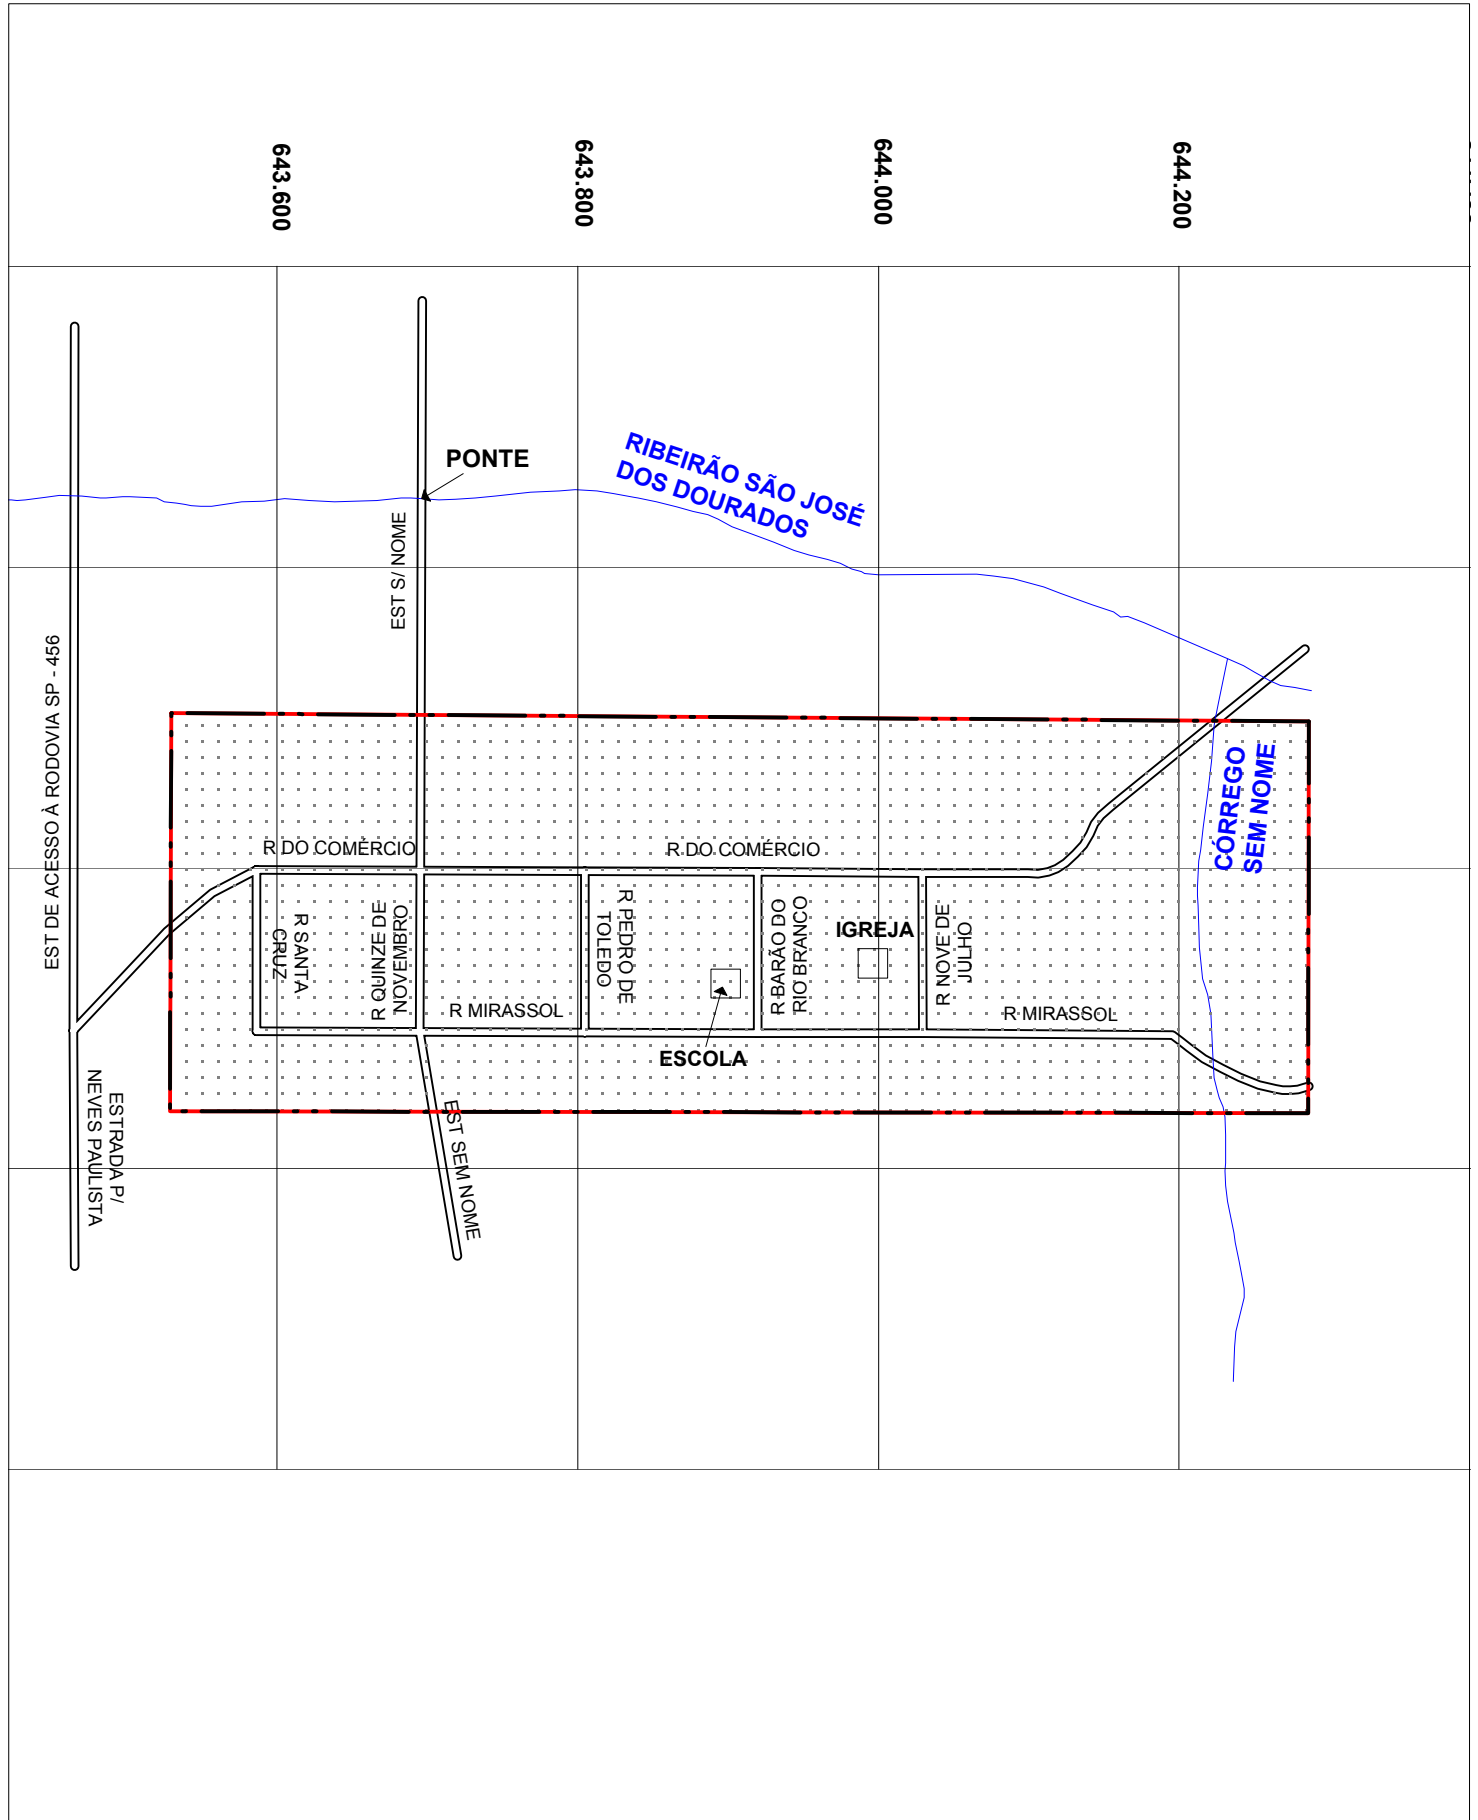 643.600
643.800
644.000
644.200
PONTE
RIBEIRÃO SÃO JOSÉ
DOS DOURADOS
EST S/ NOME
EST DE ACESSO À RODOVIA SP - 456
CÓRREGO
SEM NOME
R DO COMÉRCIO
R DO COMÉRCIO
R SANTA
CRUZ
R QUINZE DE
NOVEMBRO
R PEDRO DE
TOLEDO
R BARÃO DO
RIO BRANCO
IGREJA
R NOVE DE
JULHO
R MIRASSOL
R MIRASSOL
ESCOLA
ESTRADA P/
NEVES PAULISTA
EST SEM NOME